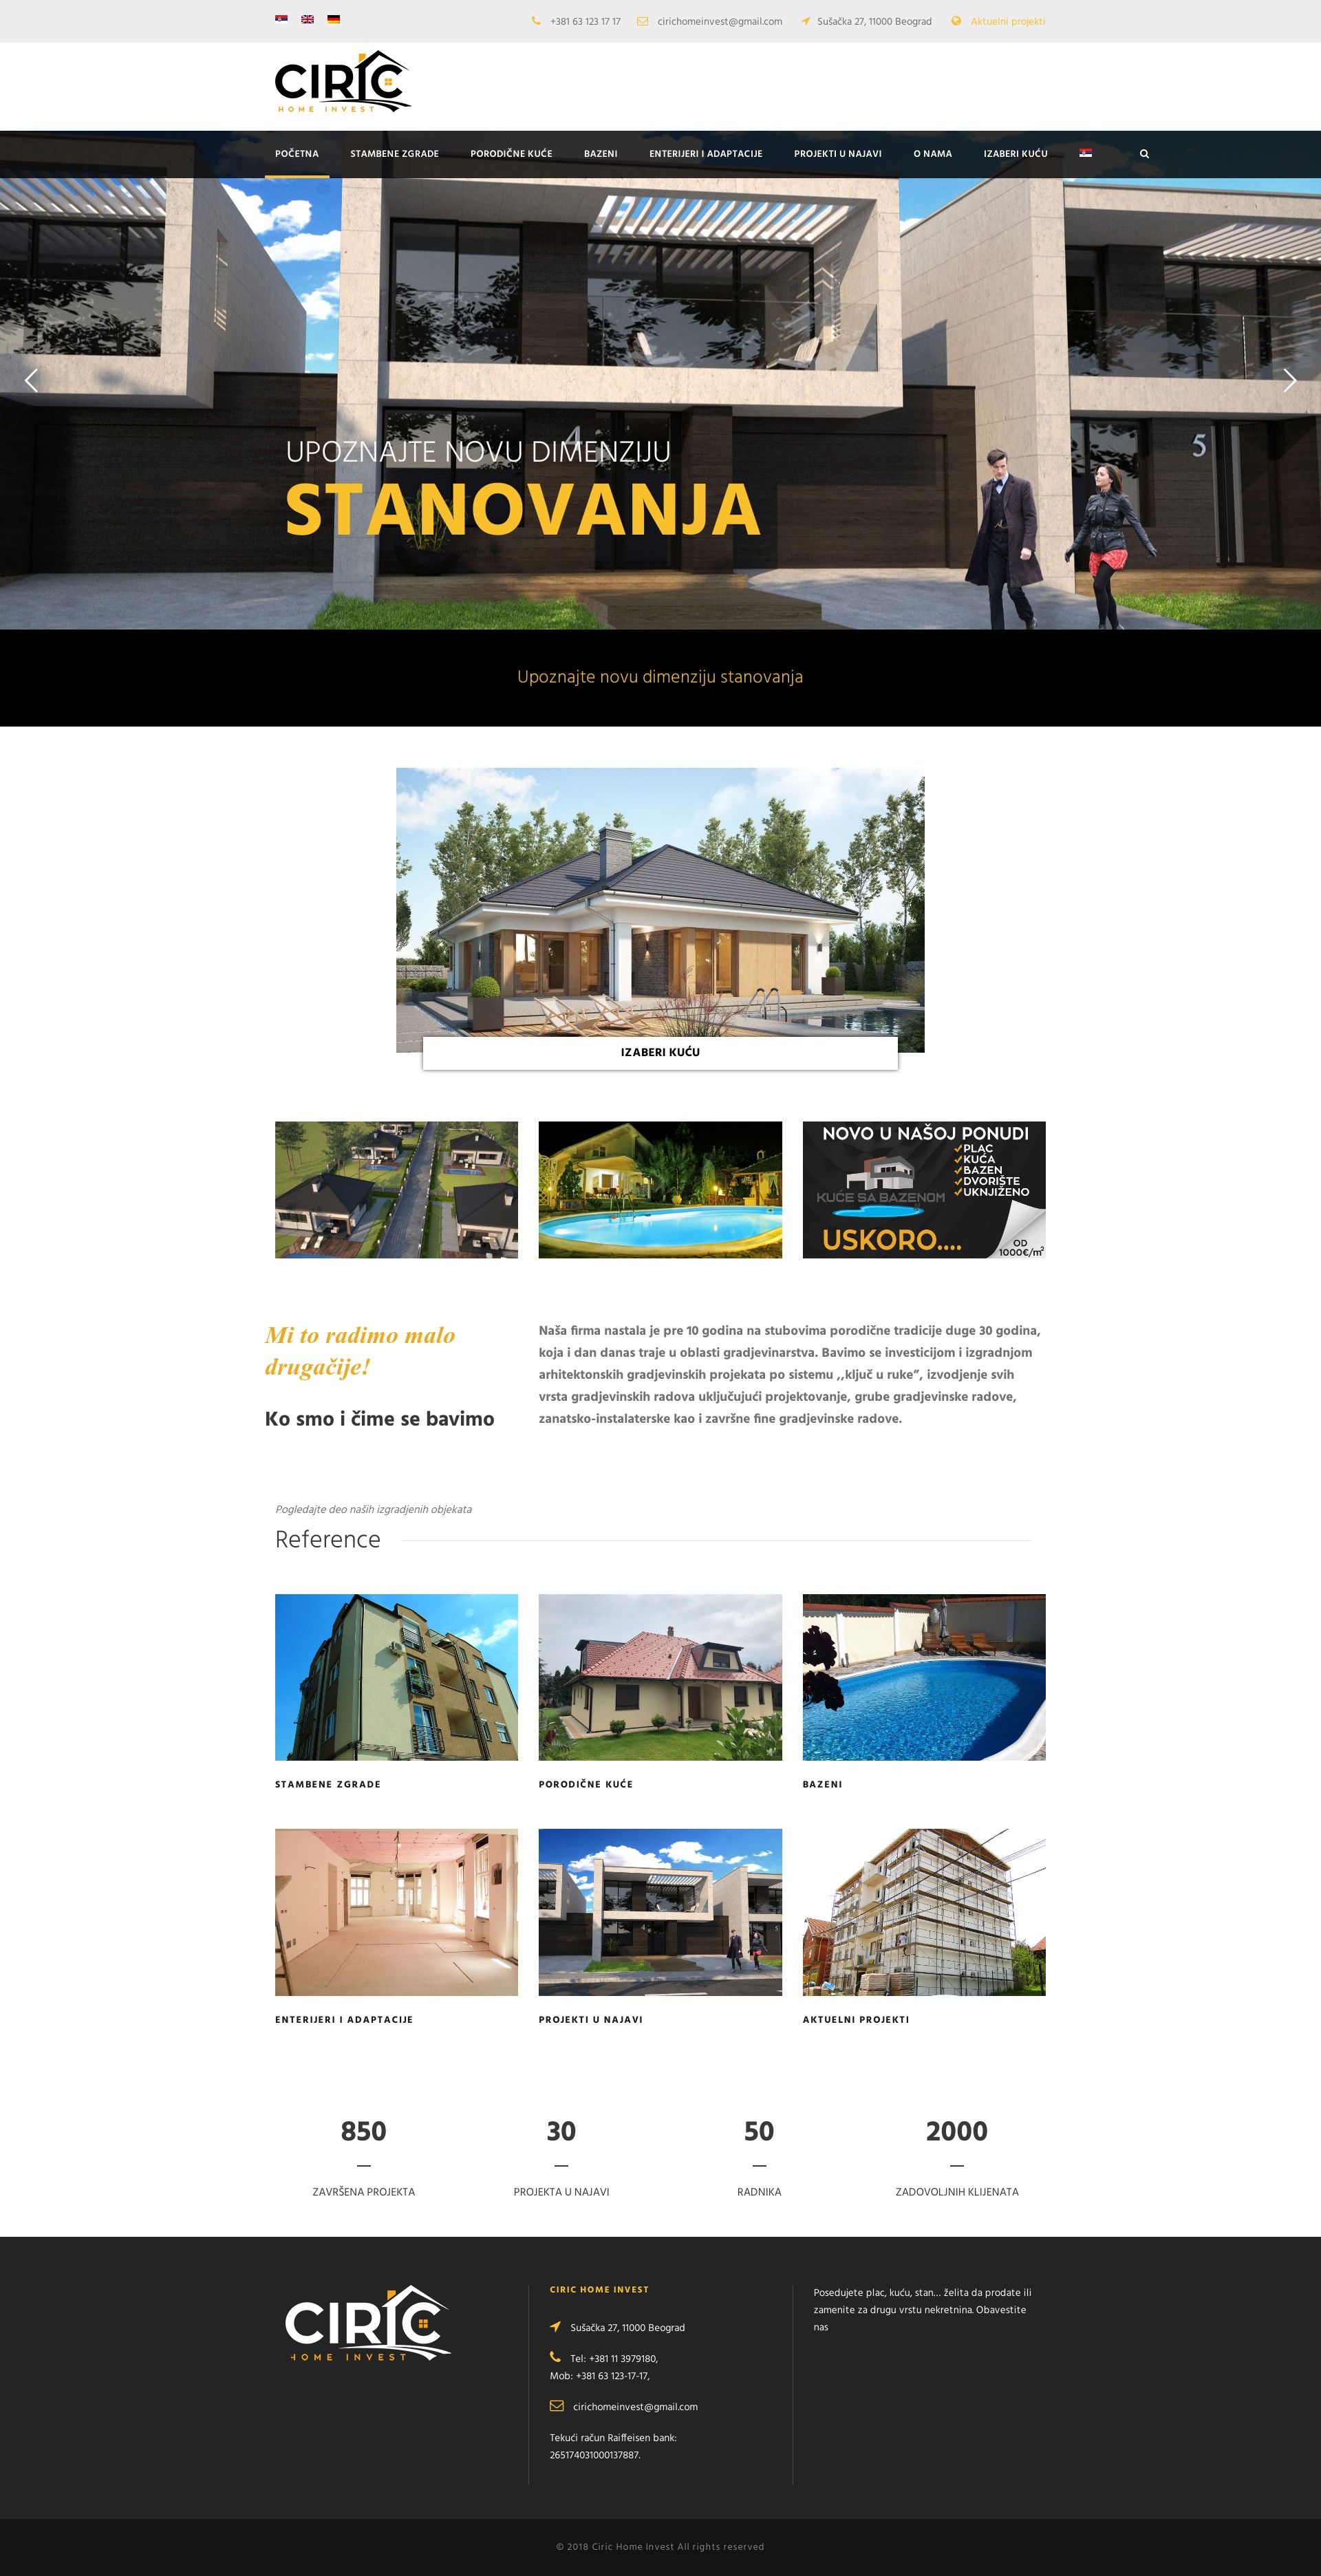 +381 63 123 17 17 cirichomeinvest@gmail.com Sušačka 27, 11000 Beograd Aktuelni projekti
CIRIC
HOME INVEST
POČETNA STAMBENE ZGRADE PORODIČNE KUĆE BAZENI ENTERIJERI I ADAPTACIJE PROJEKTI U NAJAVI O NAMA IZABERI KUĆU
4
5
UPOZNAJTE NOVU DIMENZIJU
STANOVANJA
Upoznajte novu dimenziju stanovanja
IZABERI KUĆU
NOVO U NAŠOJ PONUDI
PLAC
KUĆA
BAZEN
DVORIŠTE
UKNJIŽENO
KUĆE SA BAZENOM
USKORO....
OD
1000€/m²
Mi to radimo malo
drugačije!
Ko smo i čime se bavimo
Naša firma nastala je pre 10 godina na stubovima porodične tradicije duge 30 godina,
koja i dan danas traje u oblasti gradjevinarstva. Bavimo se investicijom i izgradnjom
arhitektonskih gradjevinskih projekata po sistemu ,,ključ u ruke”, izvodjenje svih
vrsta gradjevinskih radova uključujući projektovanje, grube gradjevinske radove,
zanatsko-instalaterske kao i završne fine gradjevinske radove.
Pogledajte deo naših izgradjenih objekata
Reference
STAMBENE ZGRADE
PORODIČNE KUĆE
BAZENI
4
5
ENTERIJERI I ADAPTACIJE
PROJEKTI U NAJAVI
AKTUELNI PROJEKTI
850
ZAVRŠENA PROJEKTA
30
PROJEKTA U NAJAVI
50
RADNIKA
2000
ZADOVOLJNIH KLIJENATA
CIRIC
HOME INVEST
CIRIC HOME INVEST
Sušačka 27, 11000 Beograd
Tel: +381 11 3979180,
Mob: +381 63 123-17-17,
cirichomeinvest@gmail.com
Tekući račun Raiffeisen bank:
265174031000137887.
Posedujete plac, kuću, stan… želita da prodate ili
zamenite za drugu vrstu nekretnina. Obavestite
nas
© 2018 Ciric Home Invest All rights reserved